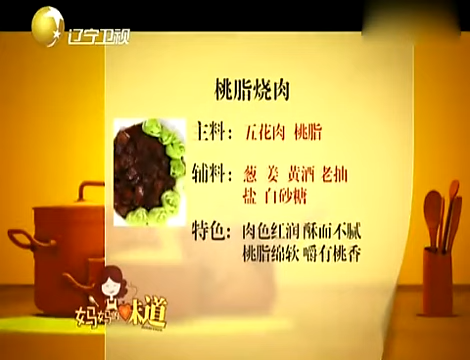 辽宁卫视
桃脂烧肉
主料：五花肉 桃脂
辅料：葱 姜 黄酒 老抽
盐 白砂糖
特色：肉色红润 酥而不腻
桃脂绵软 嚼有桃香
妈妈的味道